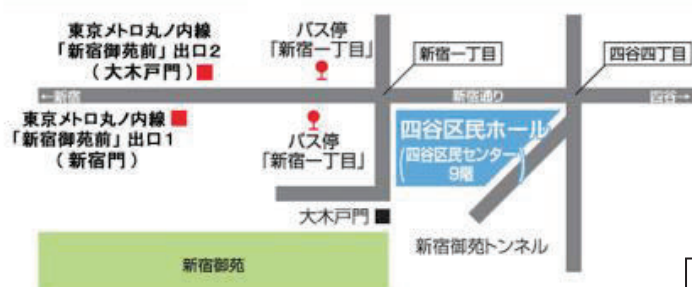 東京メトロ丸ノ内線
「新宿御苑前」出口2
(大木戸門)
バス停
「新宿一丁目」
新宿一丁目
四谷四丁目
←新宿
新宿通り
四谷→
東京メトロ丸ノ内線
「新宿御苑前」出口1
(新宿門)
バス停
「新宿一丁目」
四谷区民ホール
(四谷区民センター
9階)
大木戸門
新宿御苑トンネル
新宿御苑